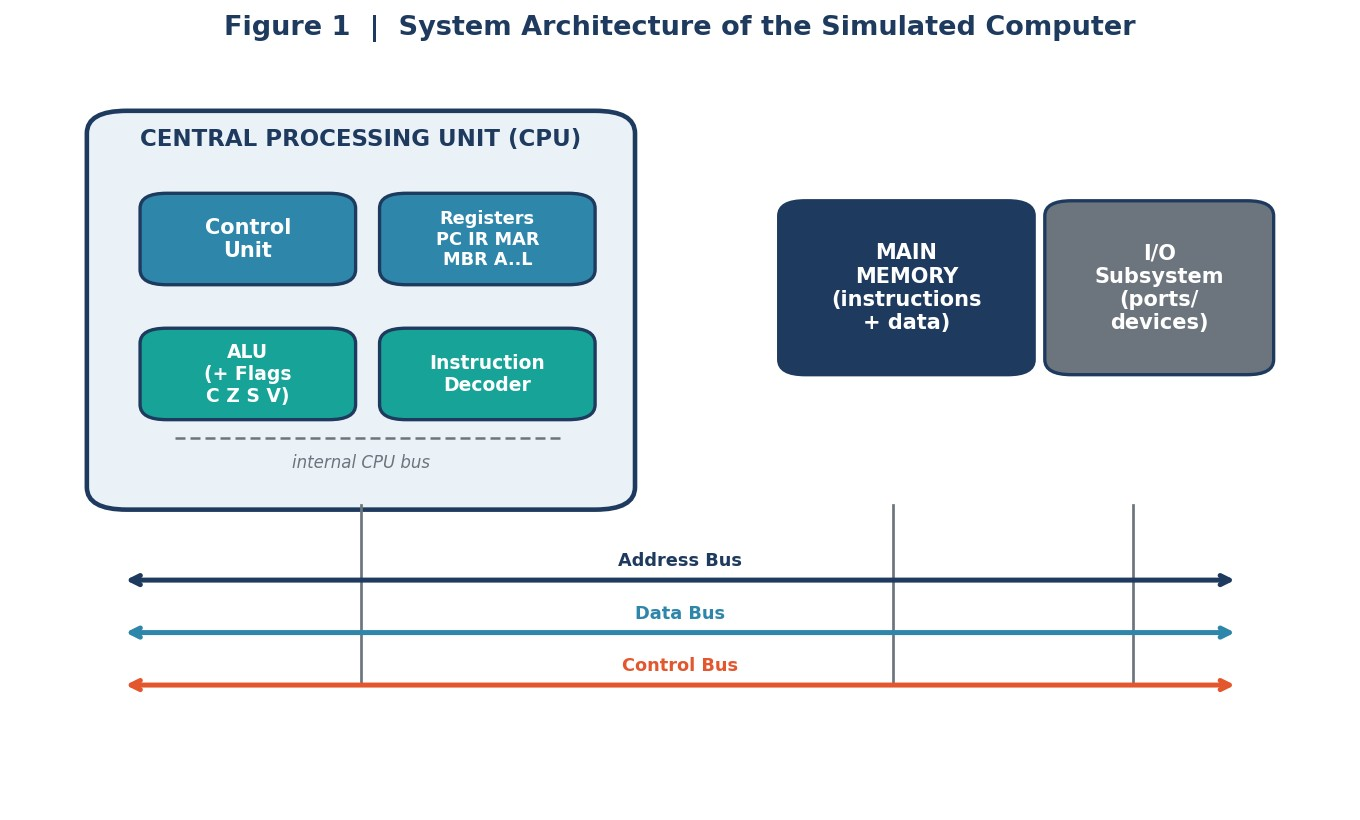 Figure 1 | System Architecture of the Simulated Computer
CENTRAL PROCESSING UNIT (CPU)
Control
Unit
Registers
PC IR MAR
MBR A..L
ALU
(+ Flags
C Z S V)
Instruction
Decoder
internal CPU bus
MAIN
MEMORY
(instructions
+ data)
I/O
Subsystem
(ports/
devices)
Address Bus
Data Bus
Control Bus